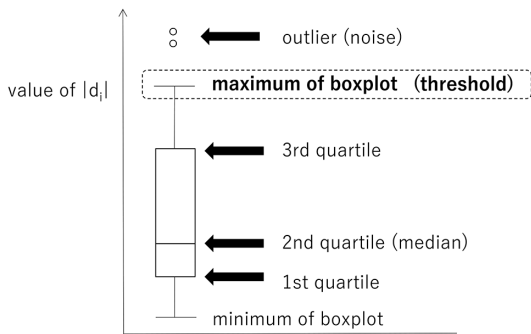 outlier (noise)
maximum of boxplot (threshold)
value of |di|
3rd quartile
2nd quartile (median)
1st quartile
minimum of boxplot